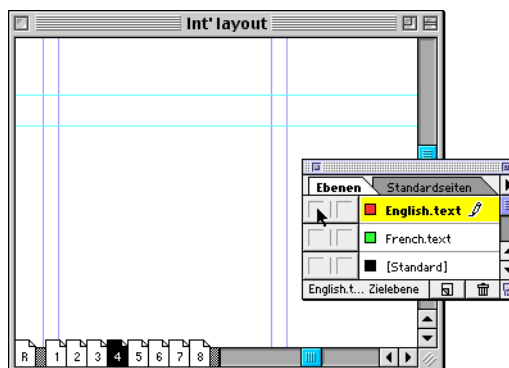 Int' layout
Ebenen Standardseiten
English.text
French.text
[Standard]
English.t... Zielebene
R 1 2 3 4 5 6 7 8